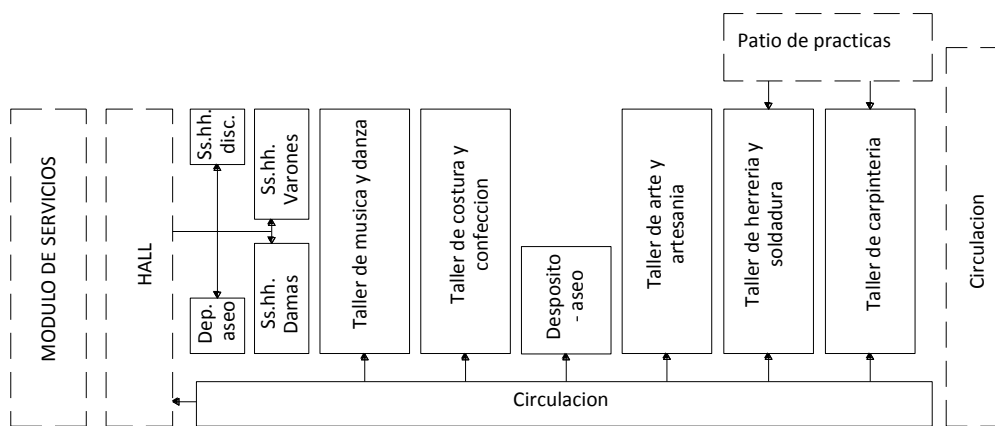 Patio de practicas
MODULO DE SERVICIOS
HALL
Ss.hh.
disc.
Dep.
aseo
Ss.hh.
Varones
Ss.hh.
Damas
Taller de musica y danza
Taller de costura y
confeccion
Desposito
- aseo
Taller de arte y
artesania
Taller de herreria y
soldadura
Taller de carpinteria
Circulacion
Circulacion